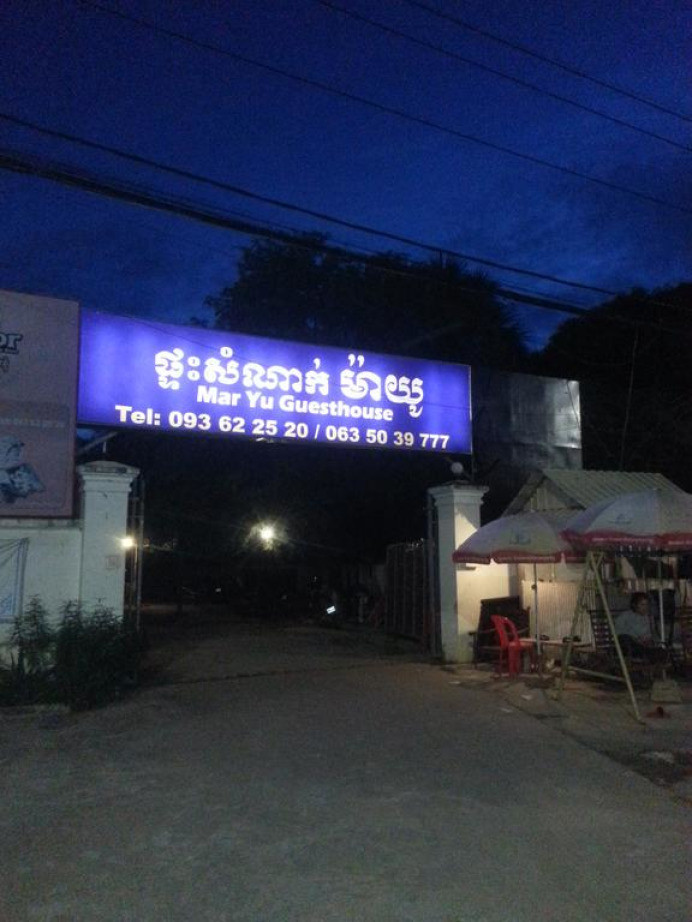 ផ្ទះសំណាក់ ម៉ាយូ
Mar Yu Guesthouse
Tel: 093 62 25 20 / 063 50 39 777